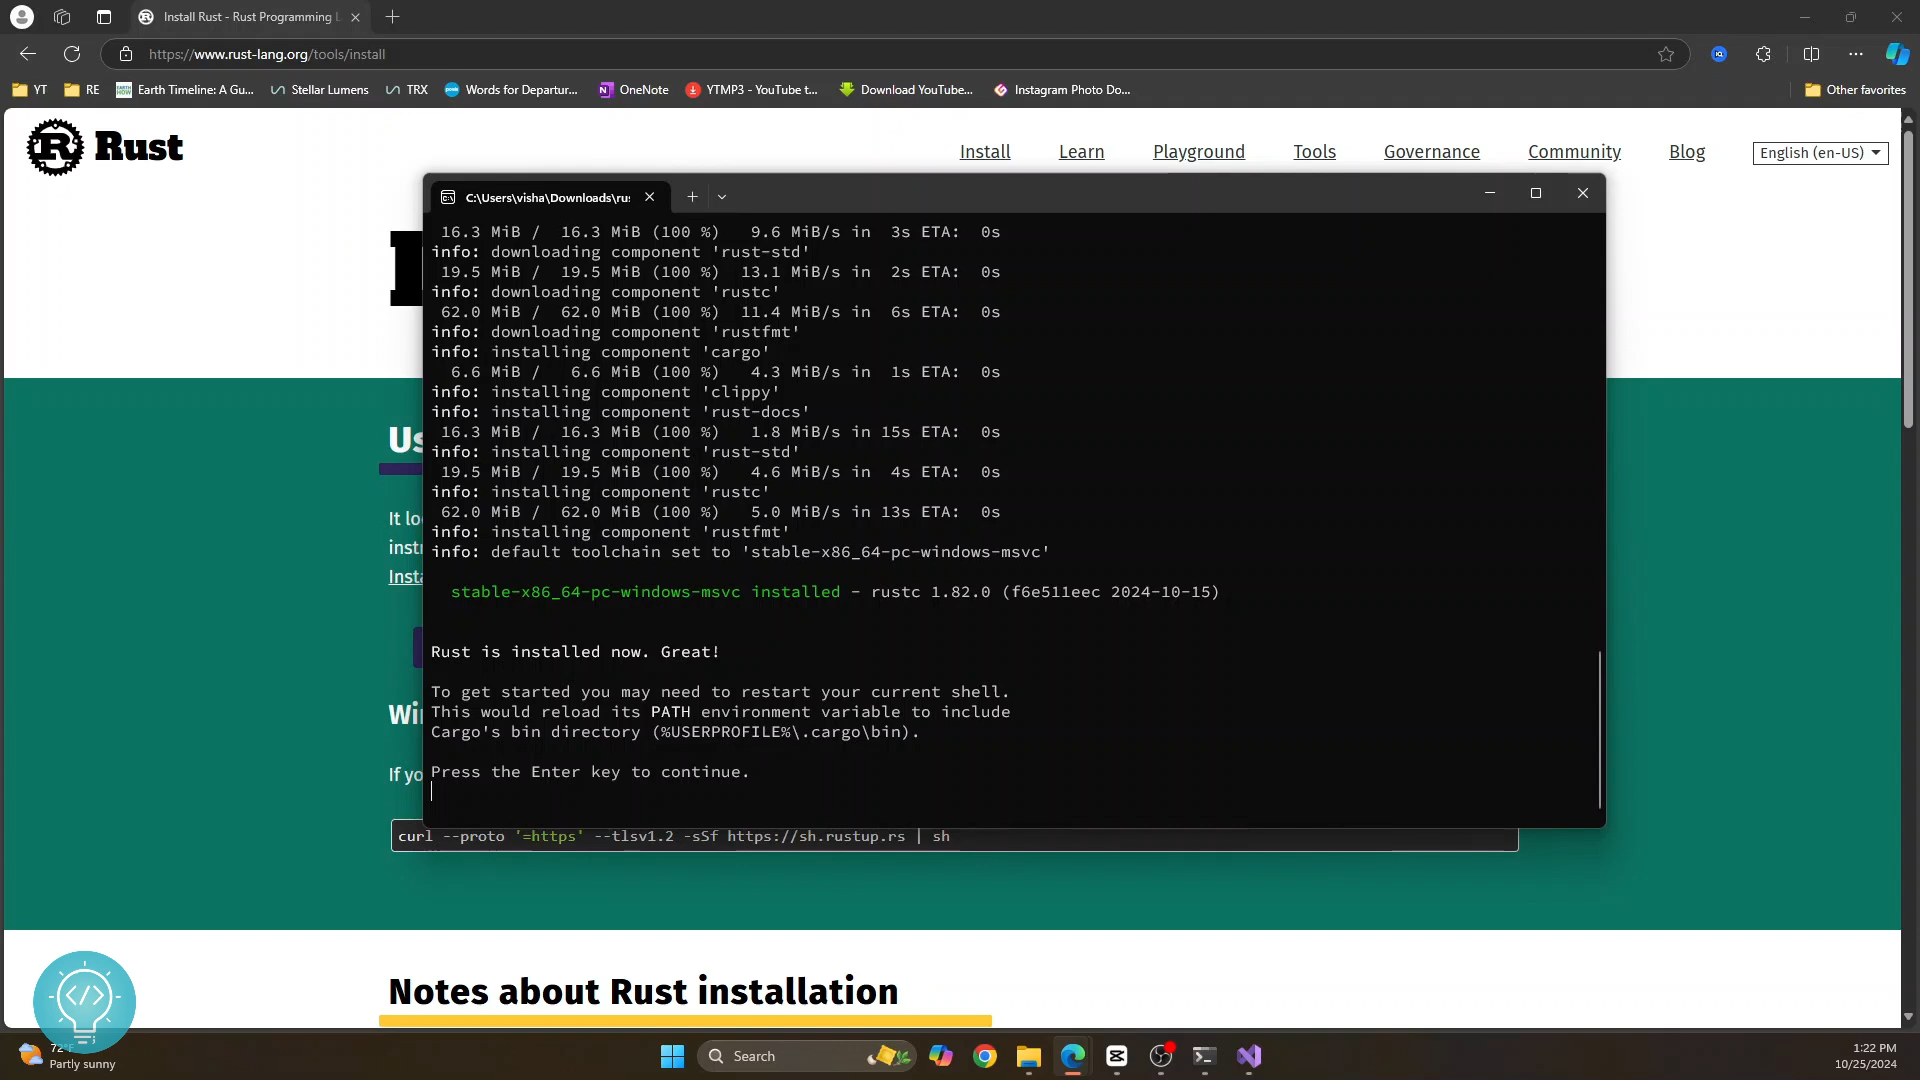 Install Rust - Rust Programming L
https://www.rust-lang.org/tools/install
YT
RE
Earth Timeline: A Gu...
Stellar Lumens
TRX
Words for Departur...
OneNote
YTMP3 - YouTube t...
Download YouTube...
Instagram Photo Do...
Other favorites
Rust
Install
Learn
Playground
Tools
Governance
Community
Blog
English (en-US)
C:\Users\visha\Downloads\rus
16.3 MiB / 16.3 MiB (100 %) 9.6 MiB/s in 3s ETA: 0s
info: downloading component 'rust-std'
19.5 MiB / 19.5 MiB (100 %) 13.1 MiB/s in 2s ETA: 0s
info: downloading component 'rustc'
62.0 MiB / 62.0 MiB (100 %) 11.4 MiB/s in 6s ETA: 0s
info: downloading component 'rustfmt'
info: installing component 'cargo'
6.6 MiB / 6.6 MiB (100 %) 4.3 MiB/s in 1s ETA: 0s
info: installing component 'clippy'
info: installing component 'rust-docs'
16.3 MiB / 16.3 MiB (100 %) 1.8 MiB/s in 15s ETA: 0s
info: installing component 'rust-std'
19.5 MiB / 19.5 MiB (100 %) 4.6 MiB/s in 4s ETA: 0s
info: installing component 'rustc'
62.0 MiB / 62.0 MiB (100 %) 5.0 MiB/s in 13s ETA: 0s
info: installing component 'rustfmt'
info: default toolchain set to 'stable-x86_64-pc-windows-msvc'
stable-x86_64-pc-windows-msvc installed - rustc 1.82.0 (f6e511eec 2024-10-15)
Rust is installed now. Great!
To get started you may need to restart your current shell.
This would reload its PATH environment variable to include
Cargo's bin directory (%USERPROFILE%\.cargo\bin).
Press the Enter key to continue.
Us
It lo
instr
Insta
Wi
If yo
curl --proto '=https' --tlsv1.2 -sSf https://sh.rustup.rs | sh
Notes about Rust installation
</>
72°F
Partly sunny
Search
1:22 PM
10/25/2024